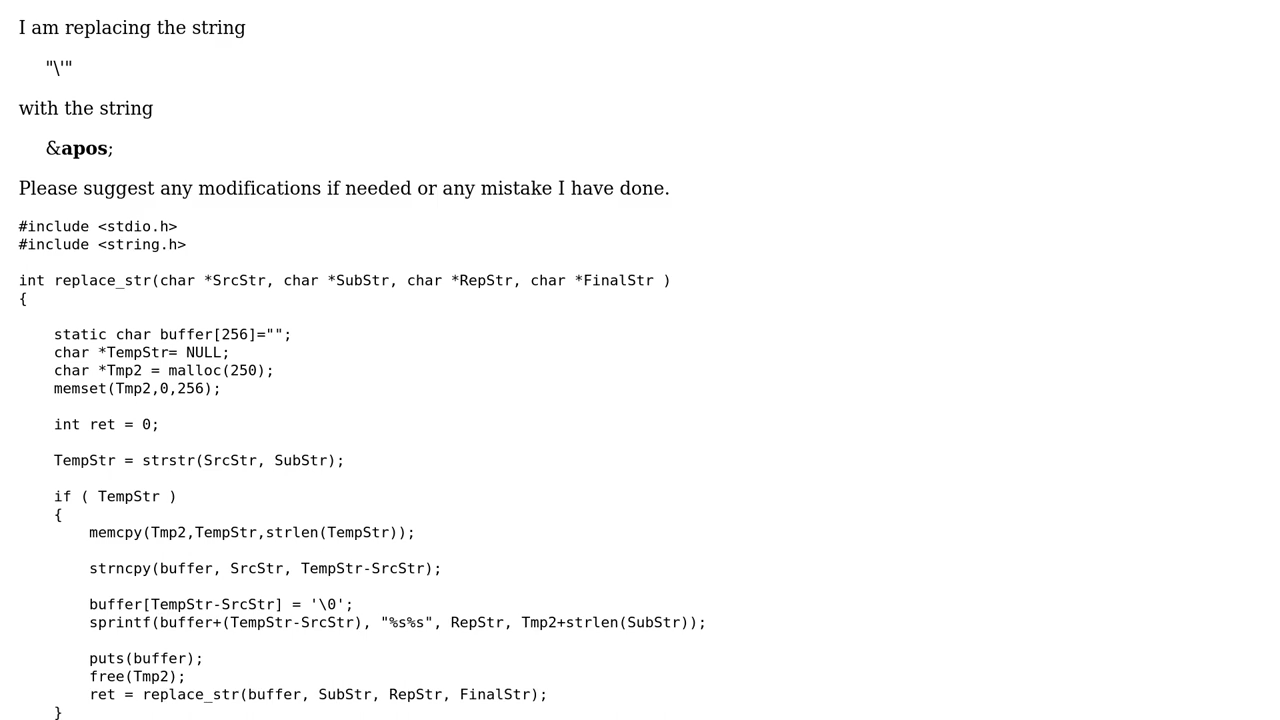 I am replacing the string
"\'"
with the string
&apos;
Please suggest any modifications if needed or any mistake I have done.
#include <stdio.h>
#include <string.h>
int replace_str(char *SrcStr, char *SubStr, char *RepStr, char *FinalStr )
{
static char buffer[256]="";
char *TempStr= NULL;
char *Tmp2 = malloc(250);
memset(Tmp2,0,256);
int ret = 0;
TempStr = strstr(SrcStr, SubStr);
if ( TempStr )
{
memcpy(Tmp2,TempStr,strlen(TempStr));
strncpy(buffer, SrcStr, TempStr-SrcStr);
buffer[TempStr-SrcStr] = '\0';
sprintf(buffer+(TempStr-SrcStr), "%s%s", RepStr, Tmp2+strlen(SubStr));
puts(buffer);
free(Tmp2);
ret = replace_str(buffer, SubStr, RepStr, FinalStr);
}